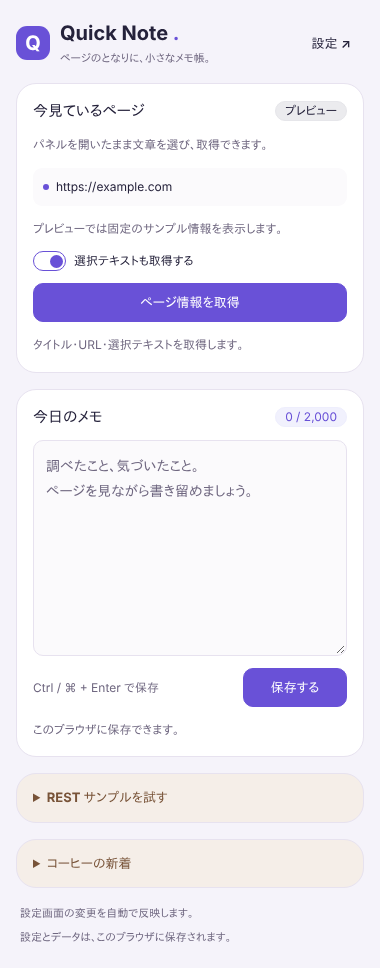 Q
Quick Note .
ページのとなりに、小さなメモ帳。
設定 ↗
今見ているページ
プレビュー
パネルを開いたまま文章を選び、取得できます。
https://example.com
プレビューでは固定のサンプル情報を表示します。
選択テキストも取得する
ページ情報を取得
タイトル・URL・選択テキストを取得します。
今日のメモ
0 / 2,000
調べたこと、気づいたこと。
ページを見ながら書き留めましょう。
Ctrl / ⌘ + Enter で保存
保存する
このブラウザに保存できます。
▶ REST サンプルを試す
▶ コーヒーの新着
設定画面の変更を自動で反映します。
設定とデータは、このブラウザに保存されます。